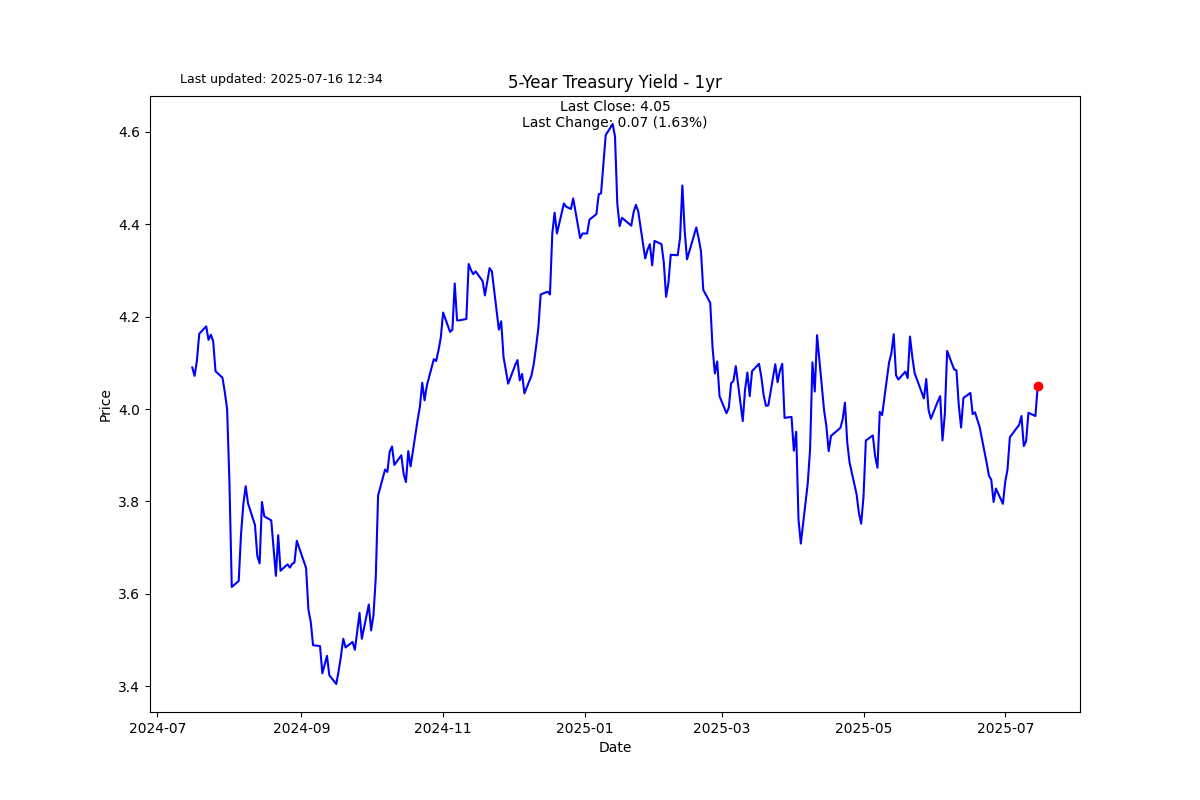 Last updated: 2025-07-16 12:34
5-Year Treasury Yield - 1yr
Last Close: 4.05
Last Change: 0.07 (1.63%)
4.6
4.4
4.2
4.0
3.8
3.6
3.4
Price
2024-07
2024-09
2024-11
2025-01
2025-03
2025-05
2025-07
Date